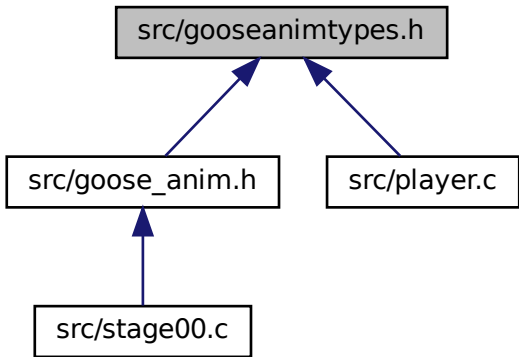 src/gooseanimtypes.h
src/goose_anim.h
src/player.c
src/stage00.c